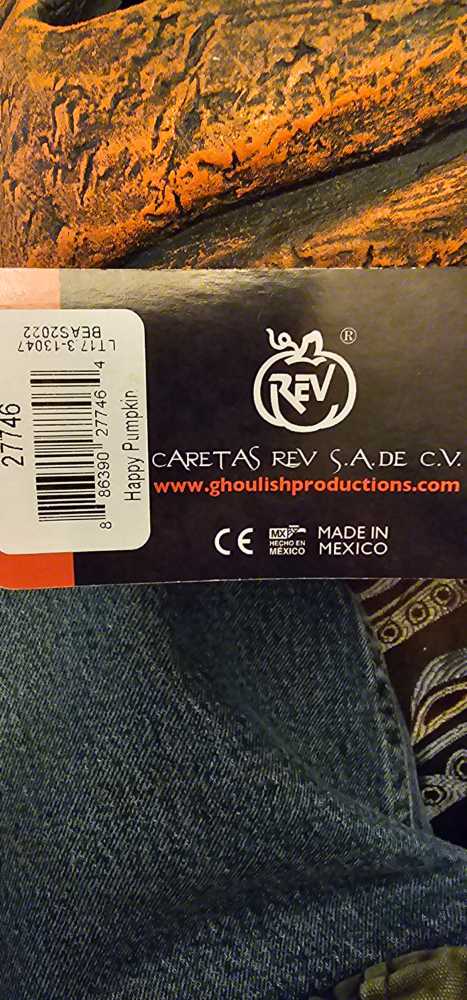 REV
®
CARETAS REV S.A. DE C.V.
www.ghoulishproductions.com
CE
MX
HECHO EN
MÉXICO
MADE IN
MEXICO
27746
8 86390 27746 4
Happy Pumpkin
LT17.3-13047
BEAS2022